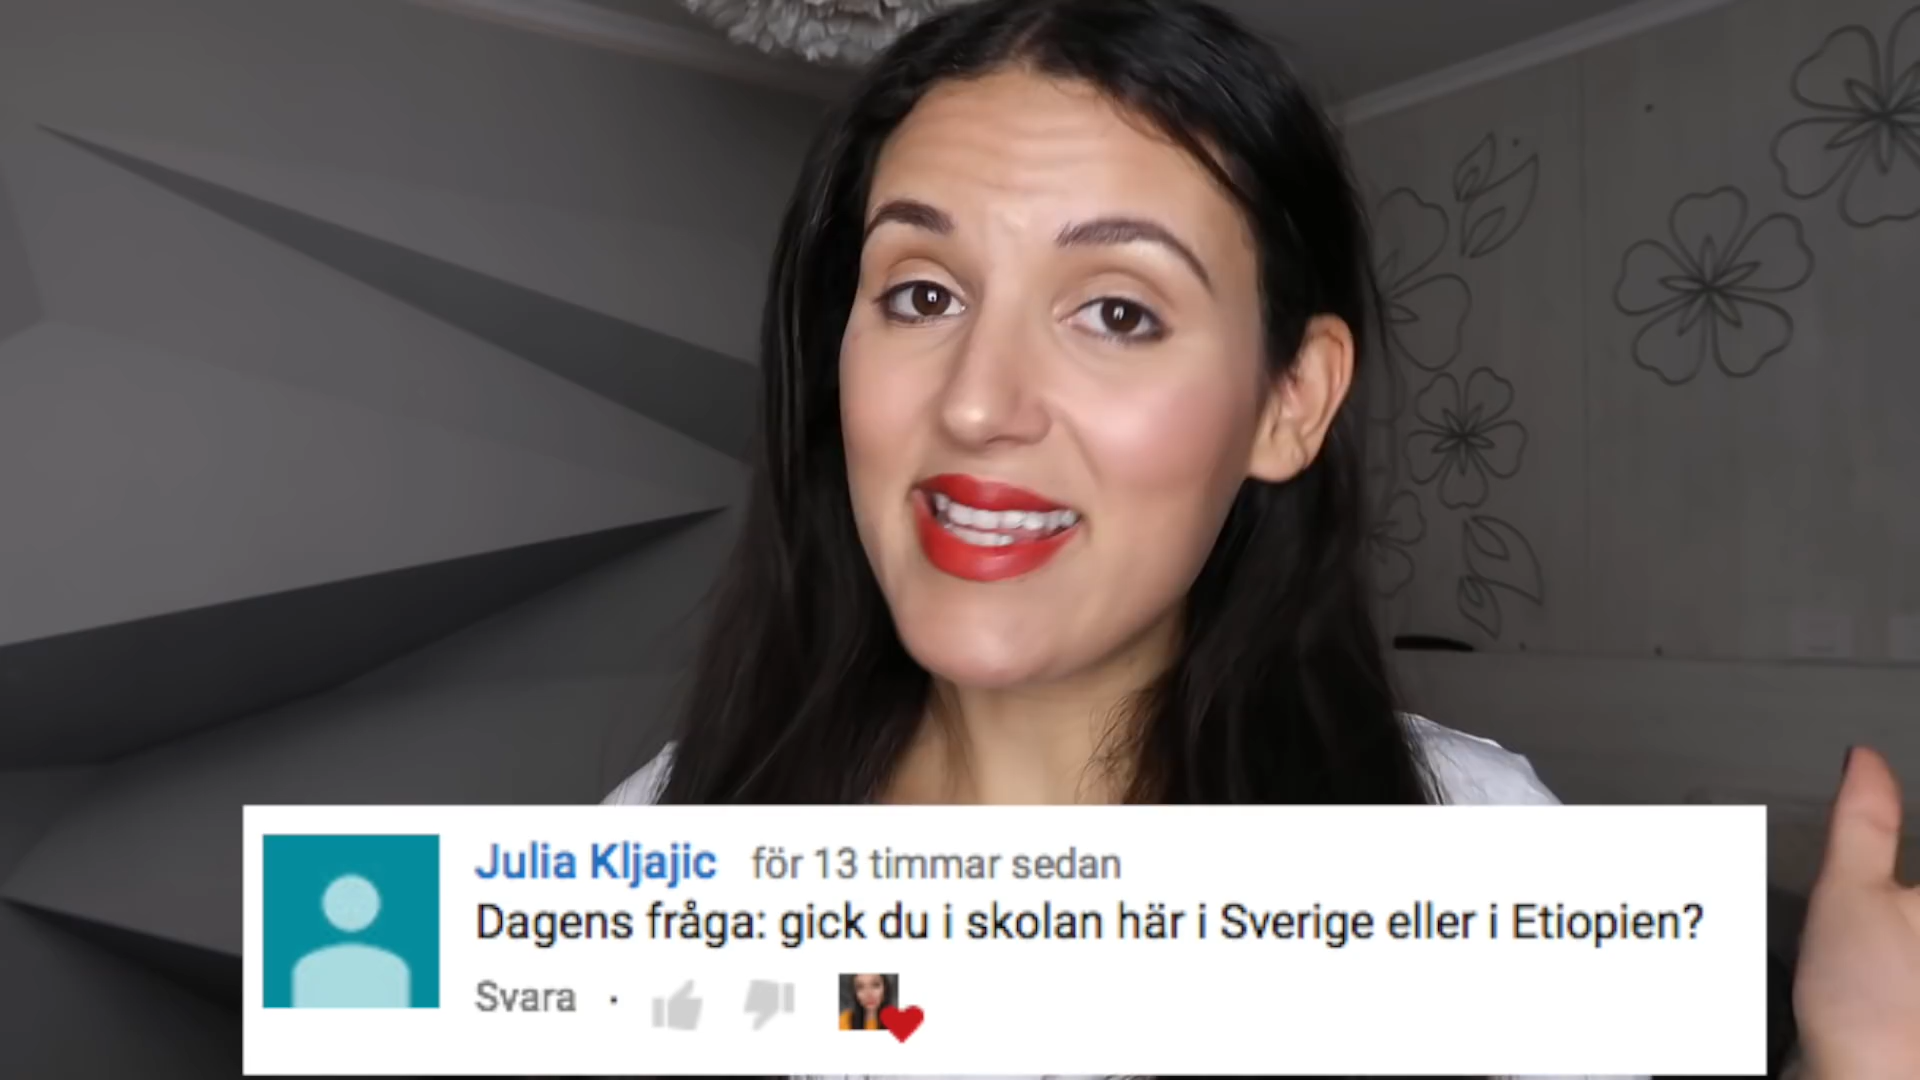 Julia Kljajic för 13 timmar sedan
Dagens fråga: gick du i skolan här i Sverige eller i Etiopien?
Svara ·